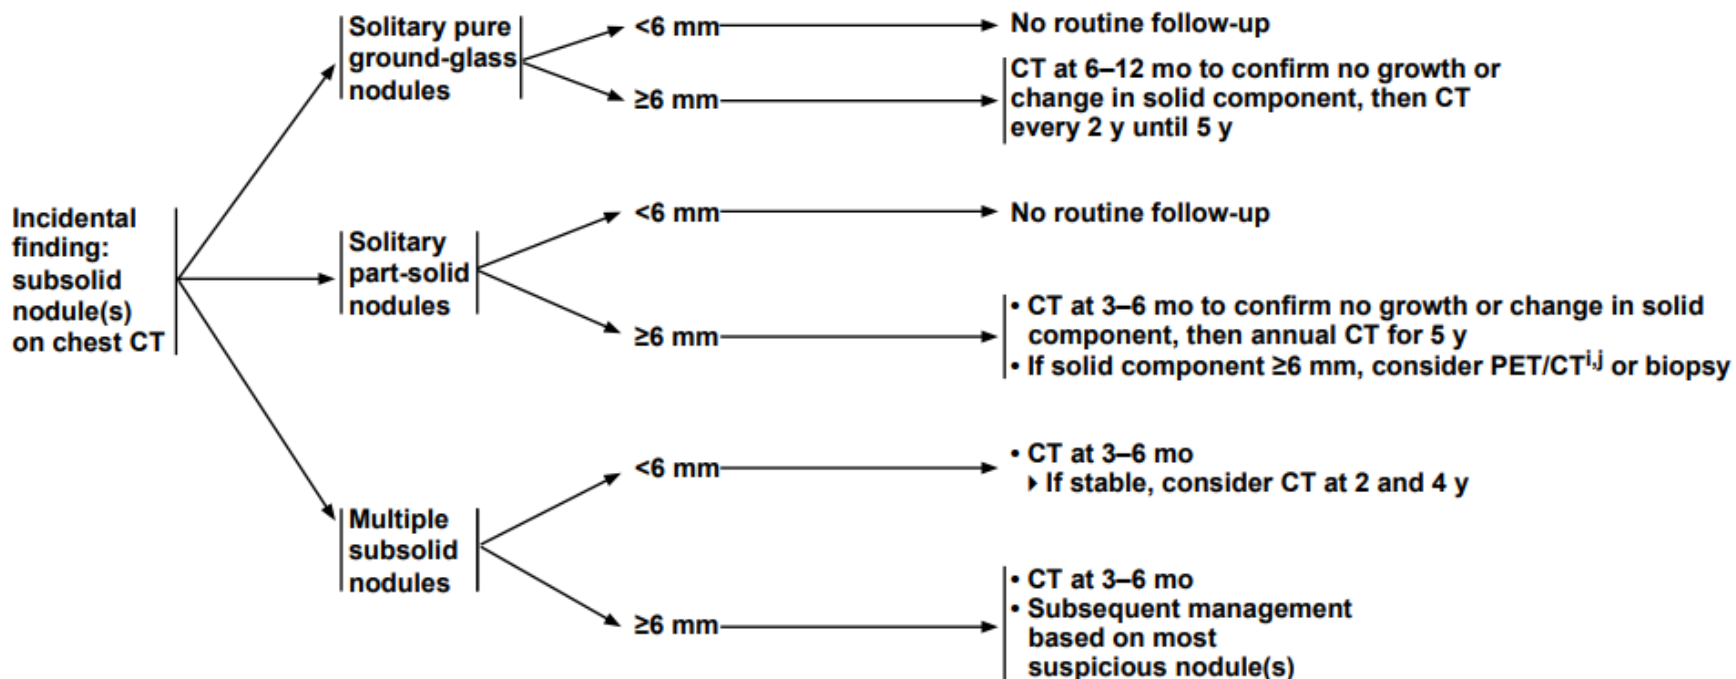 Incidental
finding:
subsolid
nodule(s)
on chest CT
Solitary pure
ground-glass
nodules
<6 mm
No routine follow-up
≥6 mm
CT at 6–12 mo to confirm no growth or
change in solid component, then CT
every 2 y until 5 y
Solitary
part-solid
nodules
<6 mm
No routine follow-up
≥6 mm
• CT at 3–6 mo to confirm no growth or change in solid
component, then annual CT for 5 y
• If solid component ≥6 mm, consider PET/CTi,j or biopsy
Multiple
subsolid
nodules
<6 mm
• CT at 3–6 mo
▸ If stable, consider CT at 2 and 4 y
≥6 mm
• CT at 3–6 mo
• Subsequent management
based on most
suspicious nodule(s)